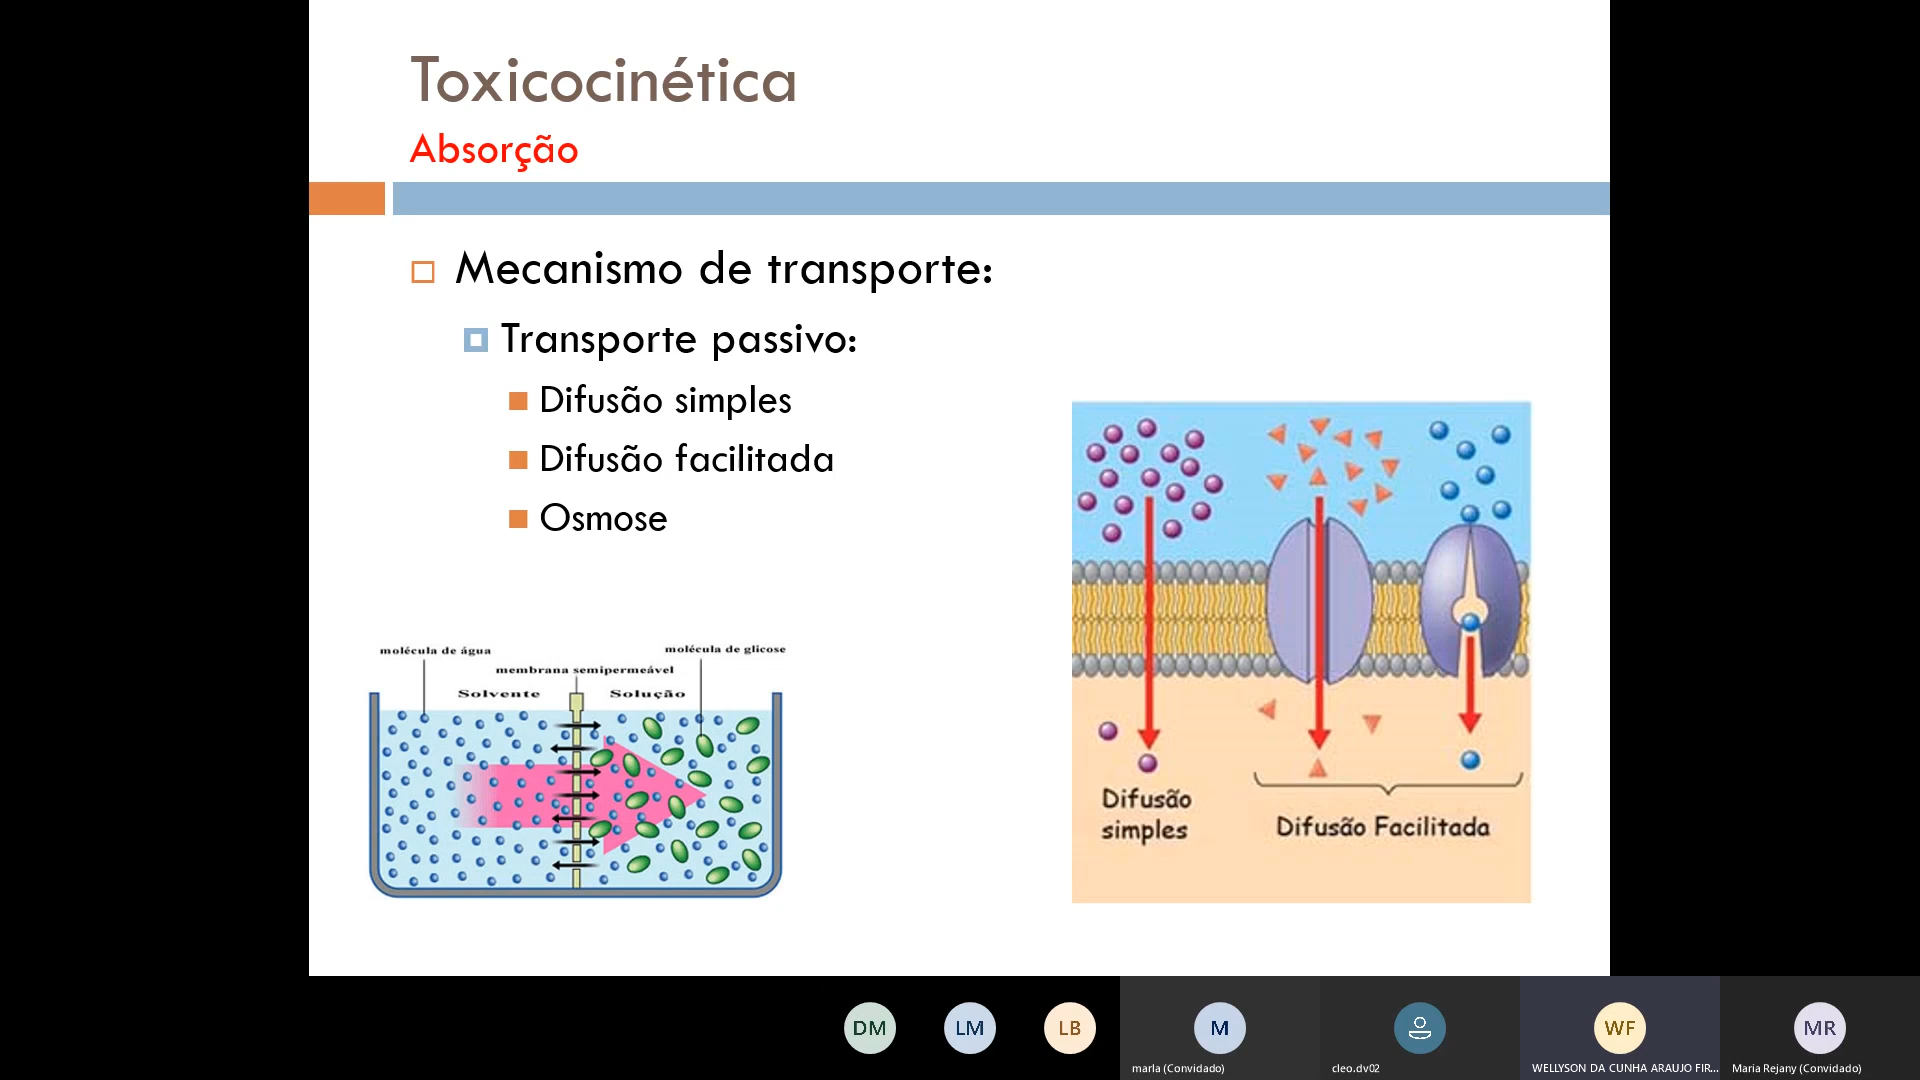 Toxicocinética
Absorção
Mecanismo de transporte:
Transporte passivo:
Difusão simples
Difusão facilitada
Osmose
molécula de água
molécula de glicose
membrana semipermeável
Solvente
Solução
Difusão
simples
Difusão Facilitada
DM
LM
LB
M
WF
MR
marla (Convidado)
cleo.dv02
WELLYSON DA CUNHA ARAUJO FIR...
Maria Rejany (Convidado)